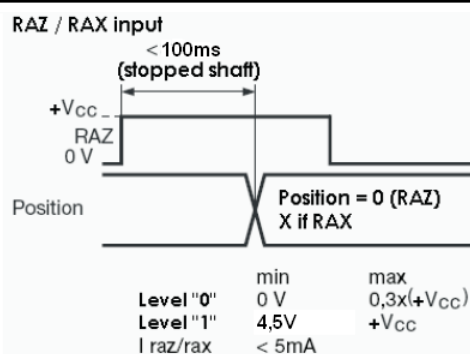 RAZ / RAX input
<100ms
(stopped shaft)
+Vcc
RAZ
0 V
Position
Position = 0 (RAZ)
X if RAX
min max
Level "0" 0 V 0,3x(+Vcc)
Level "1" 4,5V +Vcc
I raz/rax < 5mA